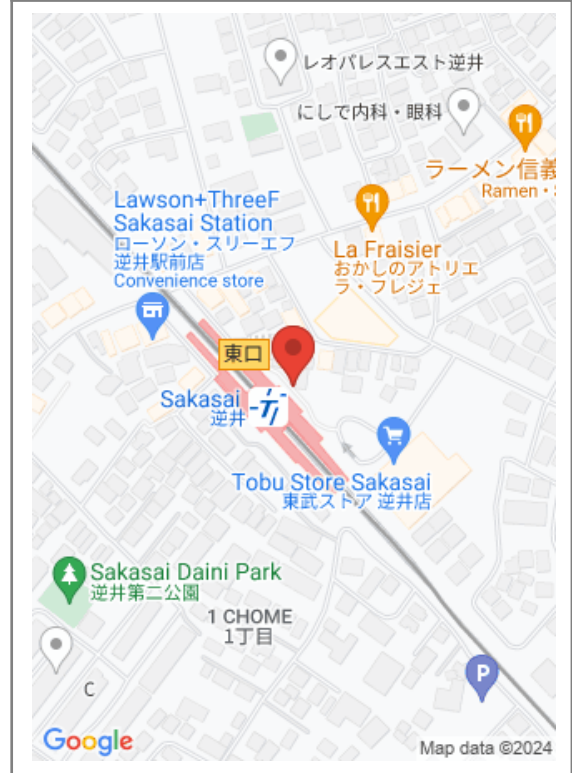 レオパレスエスト逆井
にしで内科・眼科
ラーメン信義
Ramen・
Lawson+ThreeF
Sakasai Station
ローソン・スリーエフ
逆井駅前店
Convenience store
La Fraisier
おかしのアトリエ
ラ・フレジェ
東口
Sakasai
逆井
Tobu Store Sakasai
東武ストア 逆井店
Sakasai Daini Park
逆井第二公園
1 CHOME
1丁目
C
P
Google
Map data ©2024